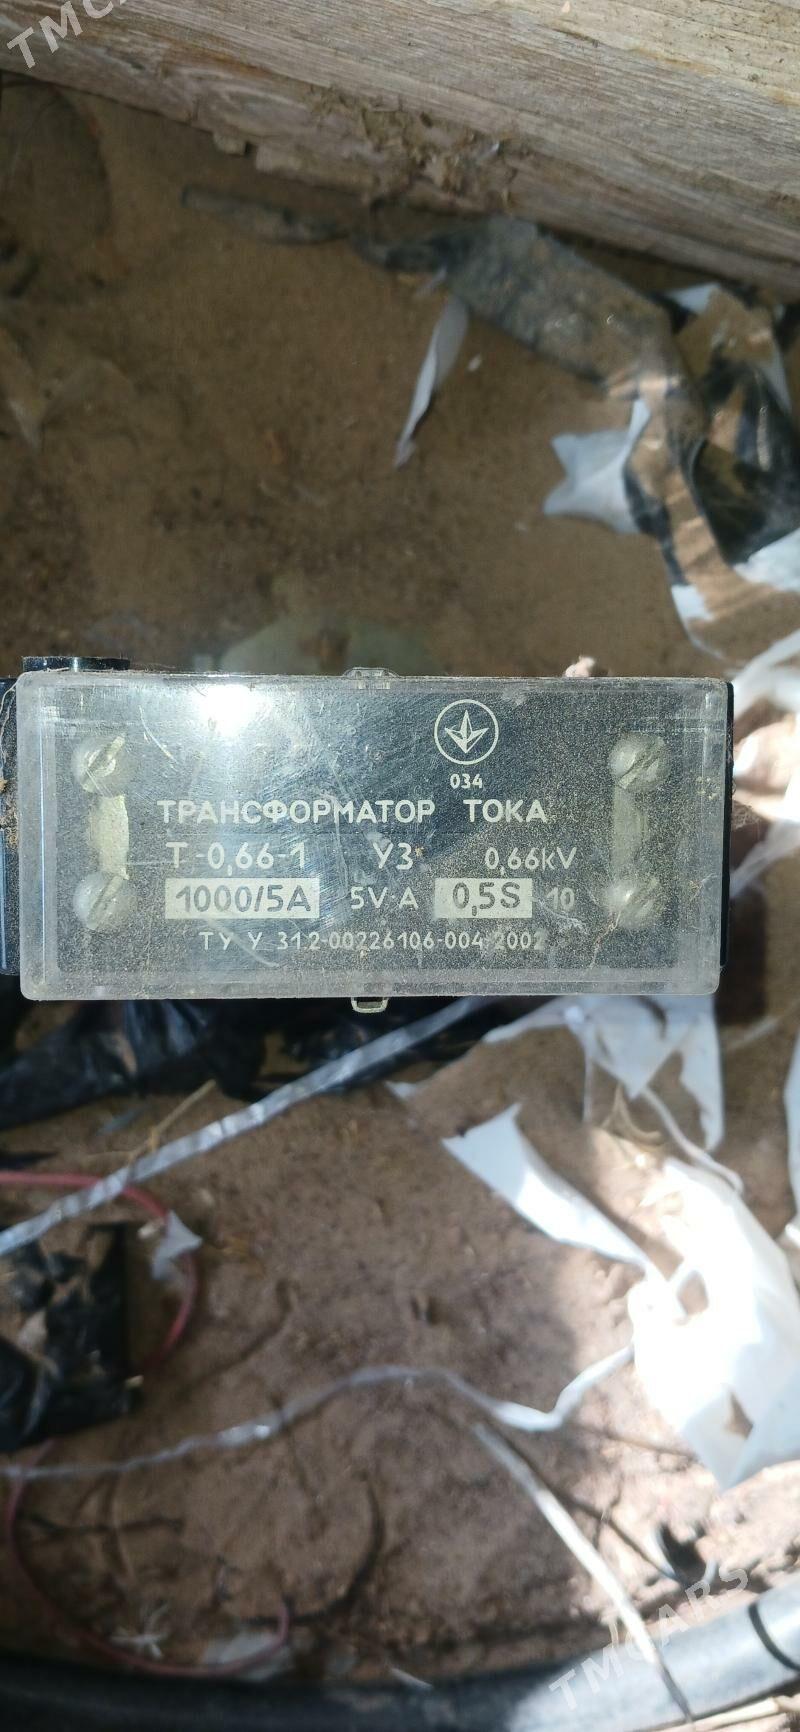 TMCARS
034
ТРАНСФОРМАТОР ТОКА
Т-0,66-1 У3 0,66kV
1000/5А 5V·A 0,5S 10
ТУ У 31.2-00226106-004-2002
TMCARS